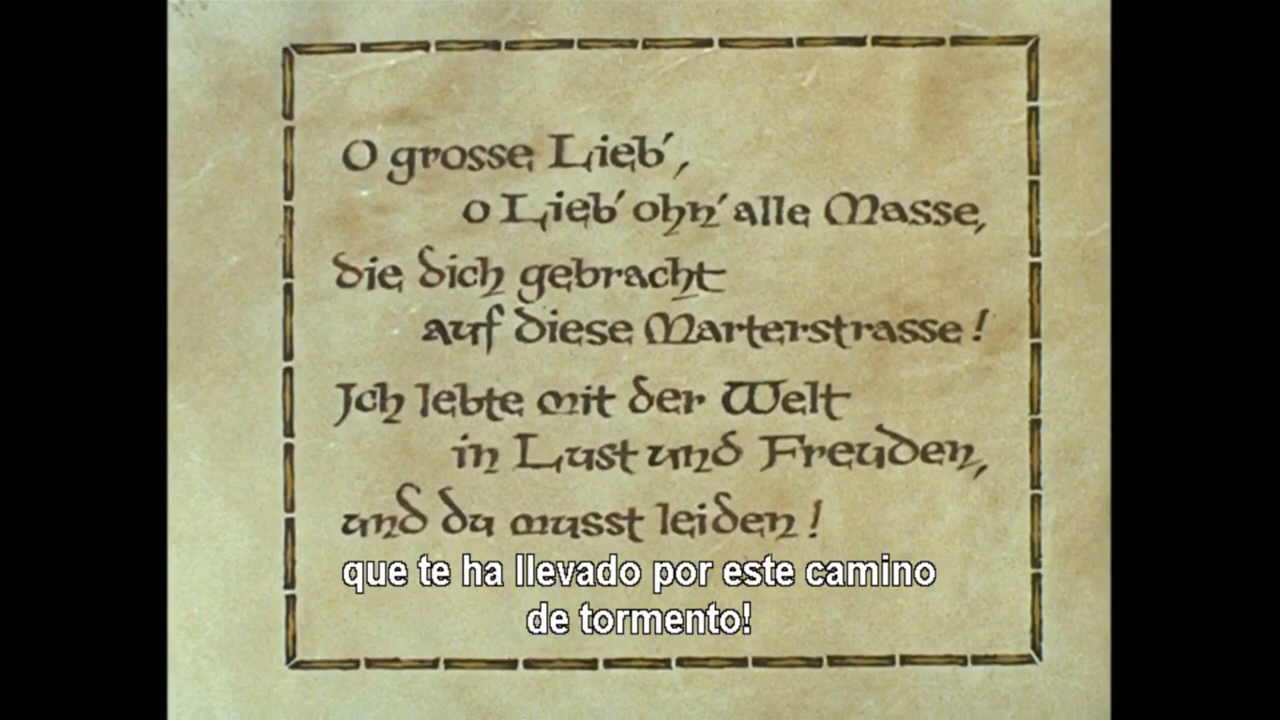 O grosse Lieb',
o Lieb' ohn' alle Masse,
die dich gebracht
auf diese Marterstrasse!
Jch lebte mit der Welt
in Lust und Freuden,
und du musst leiden!
que te ha llevado por este camino
de tormento!